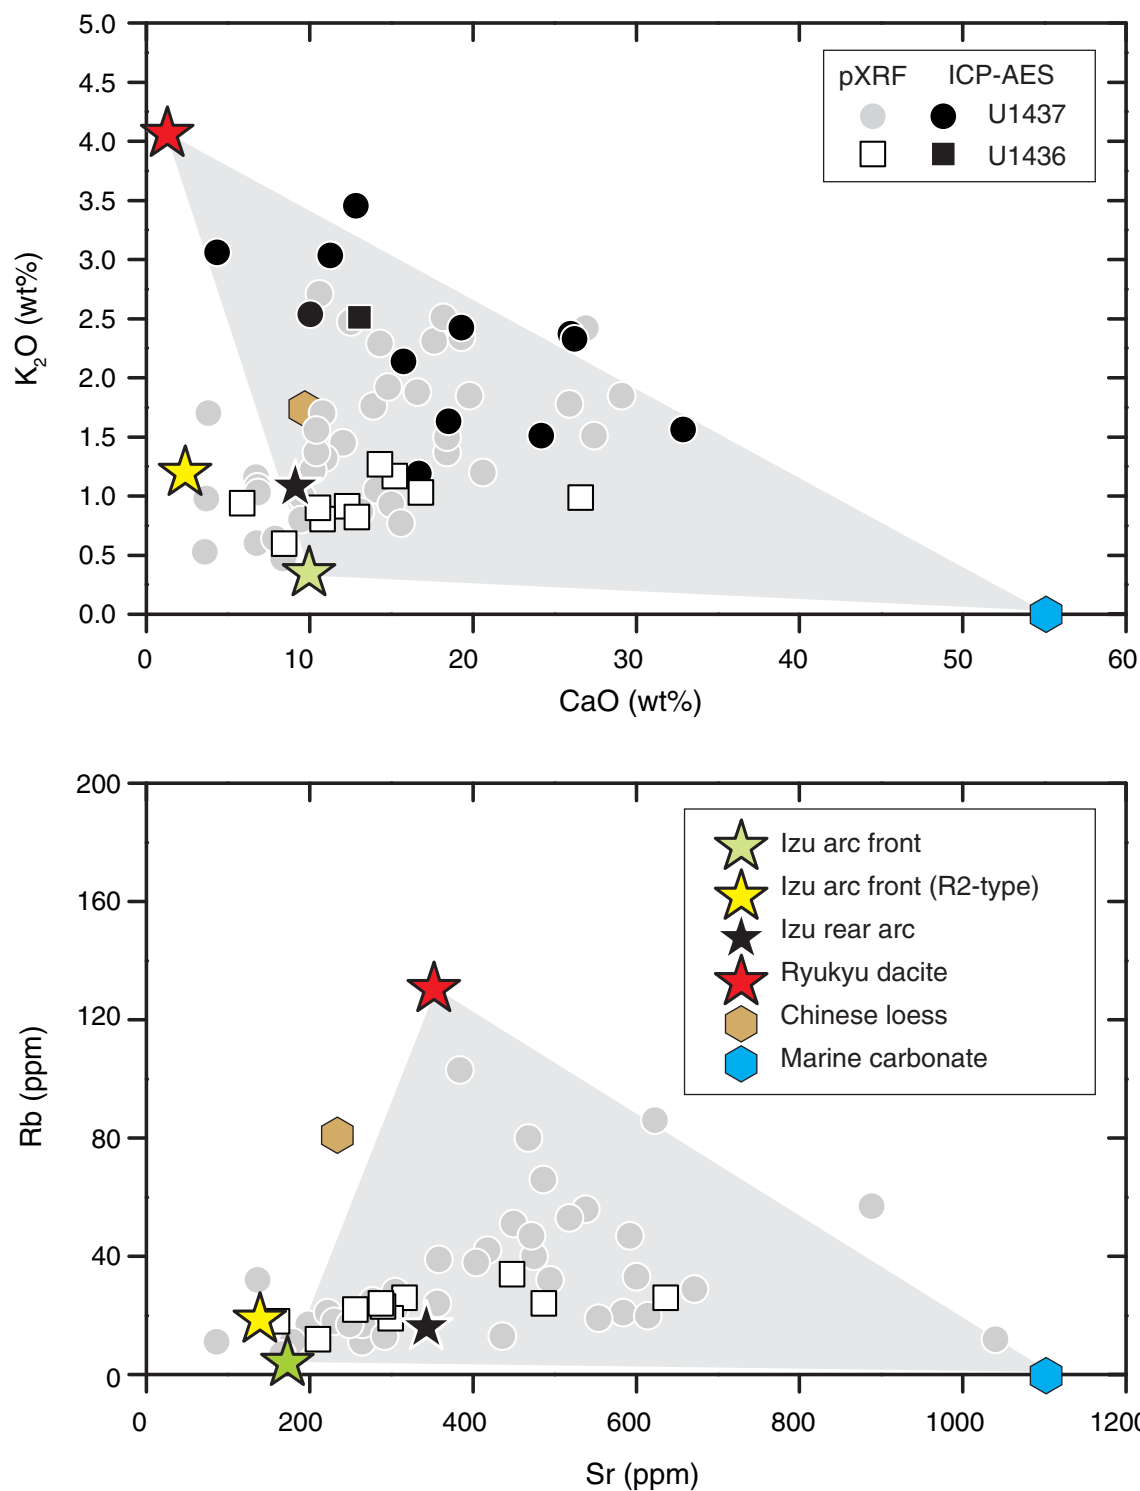 5.0
4.5
4.0
3.5
3.0
2.5
2.0
1.5
1.0
0.5
0.0
K2O (wt%)
pXRF ICP-AES
U1437
U1436
0 10 20 30 40 50 60
CaO (wt%)
200
160
120
80
40
0
Rb (ppm)
Izu arc front
Izu arc front (R2-type)
Izu rear arc
Ryukyu dacite
Chinese loess
Marine carbonate
0 200 400 600 800 1000 1200
Sr (ppm)